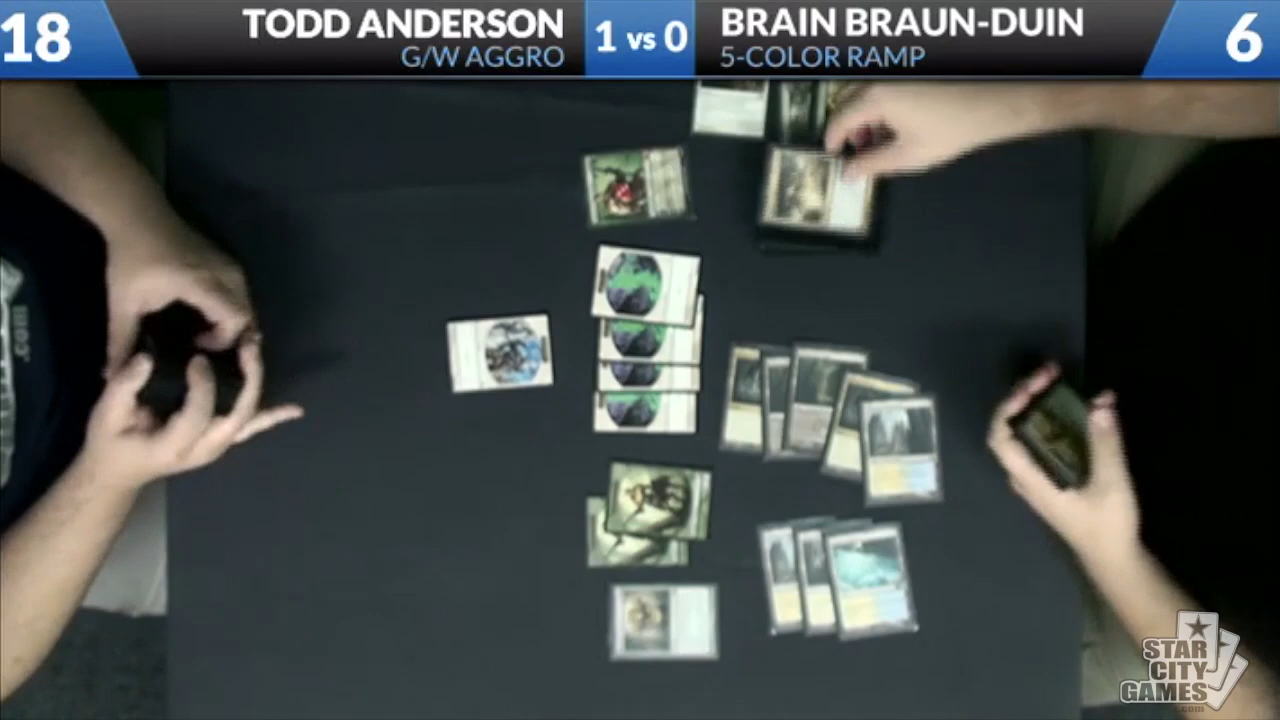 18
TODD ANDERSON
G/W AGGRO
1 vs 0
BRAIN BRAUN-DUIN
5-COLOR RAMP
6
STAR
CITY
GAMES
.com